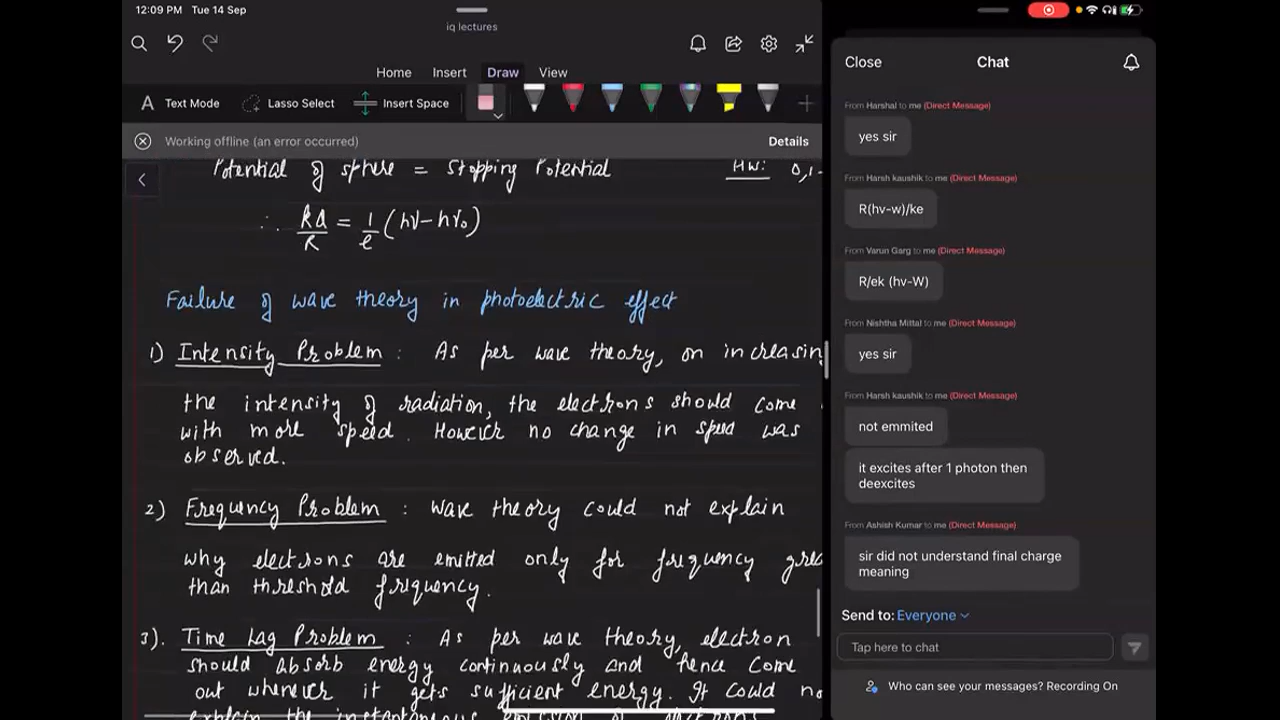 12:09 PM Tue 14 Sep
iq lectures
Home Insert Draw View
Text Mode Lasso Select Insert Space
Working offline (an error occurred) Details
Potential of sphere = Stopping Potential HW: 0,1-
∴ kQ/R = 1/e (hν - hν₀)
Failure of wave theory in photoelectric effect
1) Intensity Problem : As per wave theory, on increasing
the intensity of radiation, the electrons should come
with more speed. However no change in speed was
observed.
2) Frequency Problem : Wave theory could not explain
why electrons are emitted only for frequency gre
than threshold frequency.
3). Time Lag Problem : As per wave theory, electron
should absorb energy continuously and hence come
out whenever it gets sufficient energy. It could no
explain the instantaneous emission of electrons
Close Chat
From Harshal to me (Direct Message)
yes sir
From Harsh kaushik to me (Direct Message)
R(hv-w)/ke
From Varun Garg to me (Direct Message)
R/ek (hv-W)
From Nishtha Mittal to me (Direct Message)
yes sir
From Harsh kaushik to me (Direct Message)
not emmited
it excites after 1 photon then
deexcites
From Ashish Kumar to me (Direct Message)
sir did not understand final charge
meaning
Send to: Everyone
Tap here to chat
Who can see your messages? Recording On